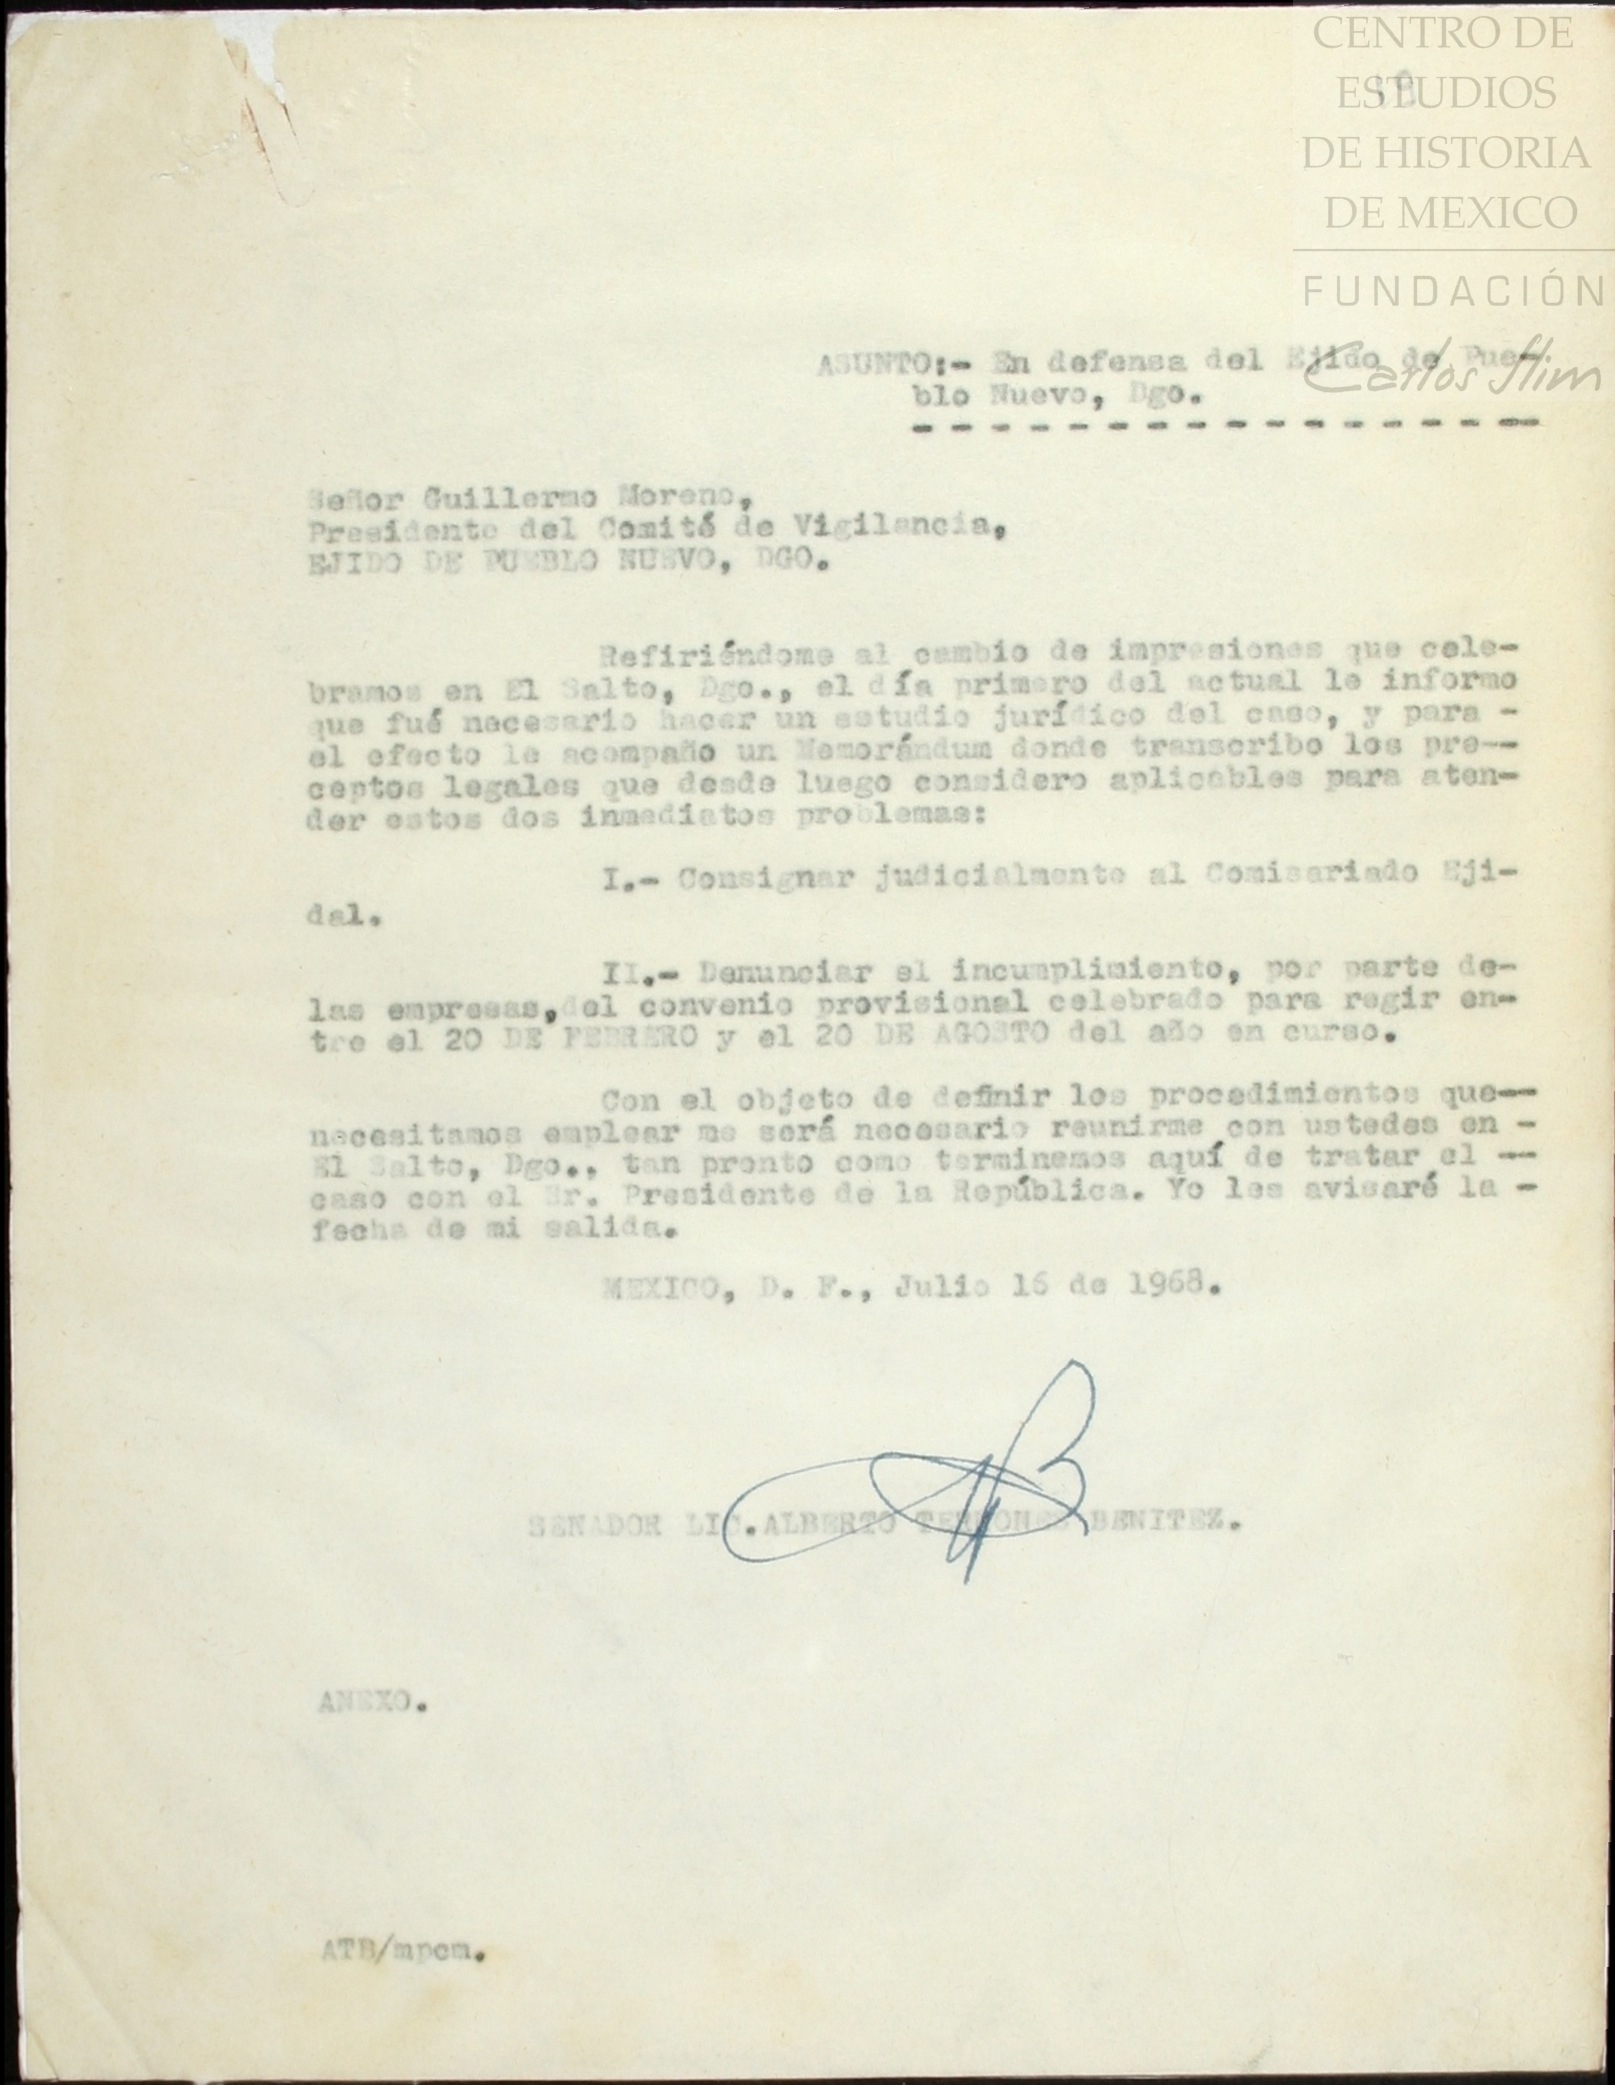 CENTRO DE
ESTUDIOS
DE HISTORIA
DE MEXICO
FUNDACIÓN
Carlos Slim
ASUNTO:- En defensa del Ejido de Pue-
blo Nuevo, Dgo.
- - - - - - - - - - - - - - - - -
Señor Guillermo Moreno,
Presidente del Comité de Vigilancia,
EJIDO DE PUEBLO NUEVO, DGO.
Refiriéndome al cambio de impresiones que cele-
bramos en El Salto, Dgo., el día primero del actual le informo
que fué necesario hacer un estudio jurídico del caso, y para -
el efecto le acompaño un Memorándum donde transcribo los pre--
ceptos legales que desde luego considero aplicables para aten-
der estos dos inmediatos problemas:
I.- Consignar judicialmente al Comisariado Eji-
dal.
II.- Denunciar el incumplimiento, por parte de-
las empresas, del convenio provisional celebrado para regir en-
tre el 20 DE FEBRERO y el 20 DE AGOSTO del año en curso.
Con el objeto de definir los procedimientos que--
necesitamos emplear me será necesario reunirme con ustedes en -
El Salto, Dgo., tan pronto como terminemos aquí de tratar el --
caso con el Sr. Presidente de la República. Yo les avisaré la -
fecha de mi salida.
MEXICO, D. F., Julio 16 de 1968.
SENADOR LIC. ALBERTO TERRONES BENITEZ.
ANEXO.
ATB/mpcm.